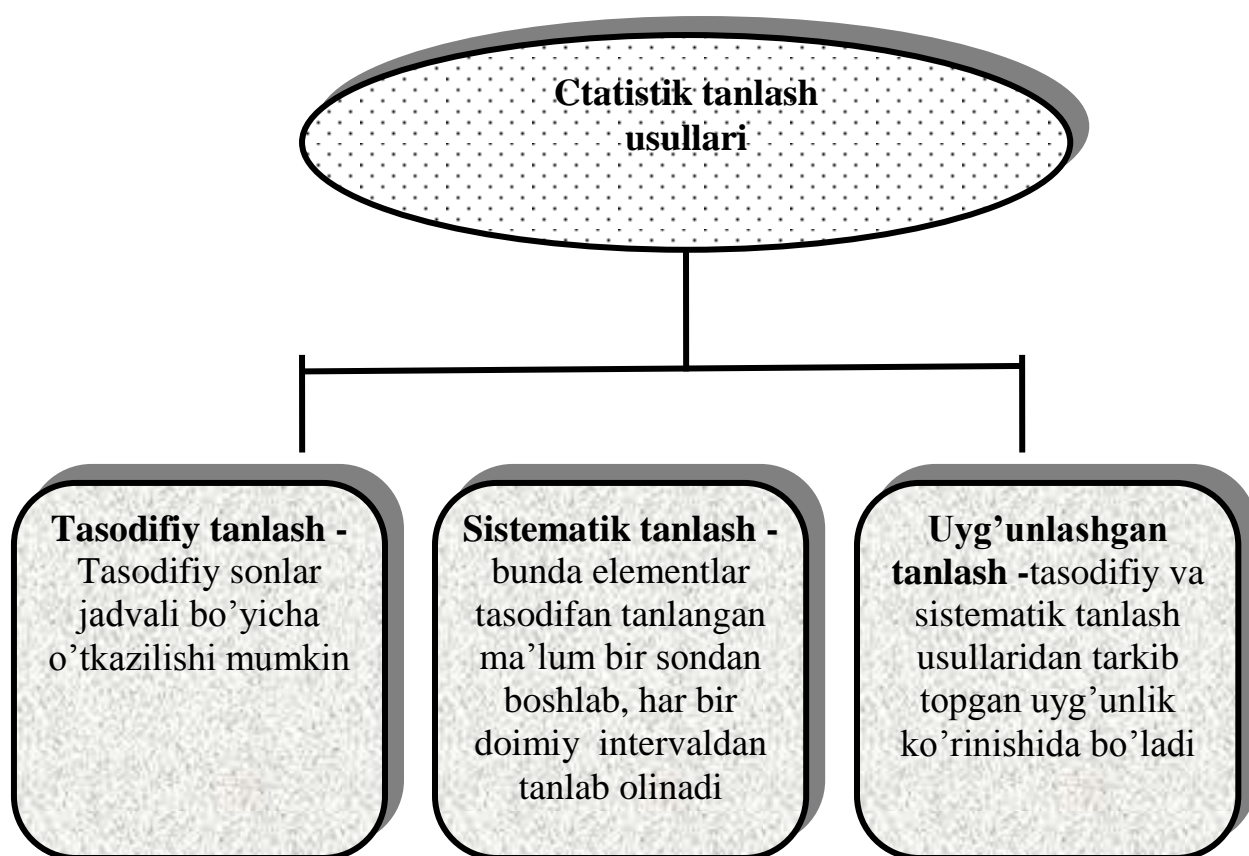 Ctatistik tanlash
usullari
Tasodifiy tanlash -
Tasodifiy sonlar
jadvali bo’yicha
o’tkazilishi mumkin
Sistematik tanlash -
bunda elementlar
tasodifan tanlangan
ma’lum bir sondan
boshlab, har bir
doimiy intervaldan
tanlab olinadi
Uyg’unlashgan
tanlash -tasodifiy va
sistematik tanlash
usullaridan tarkib
topgan uyg’unlik
ko’rinishida bo’ladi